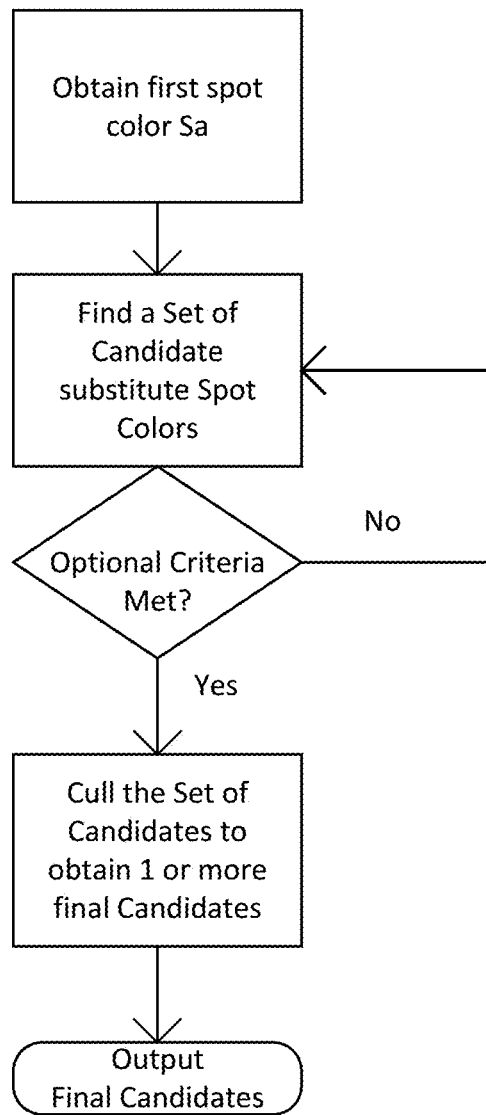 Obtain first spot
color Sa
Find a Set of
Candidate
substitute Spot
Colors
No
Optional Criteria
Met?
Yes
Cull the Set of
Candidates to
obtain 1 or more
final Candidates
Output
Final Candidates